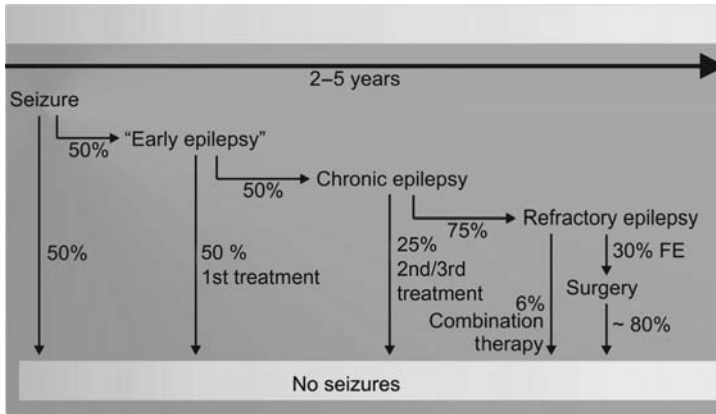 2–5 years
Seizure
50%
“Early epilepsy”
50%
Chronic epilepsy
75%
Refractory epilepsy
50%
50 %
1st treatment
25%
2nd/3rd
treatment
6%
Combination
therapy
30% FE
Surgery
~ 80%
No seizures